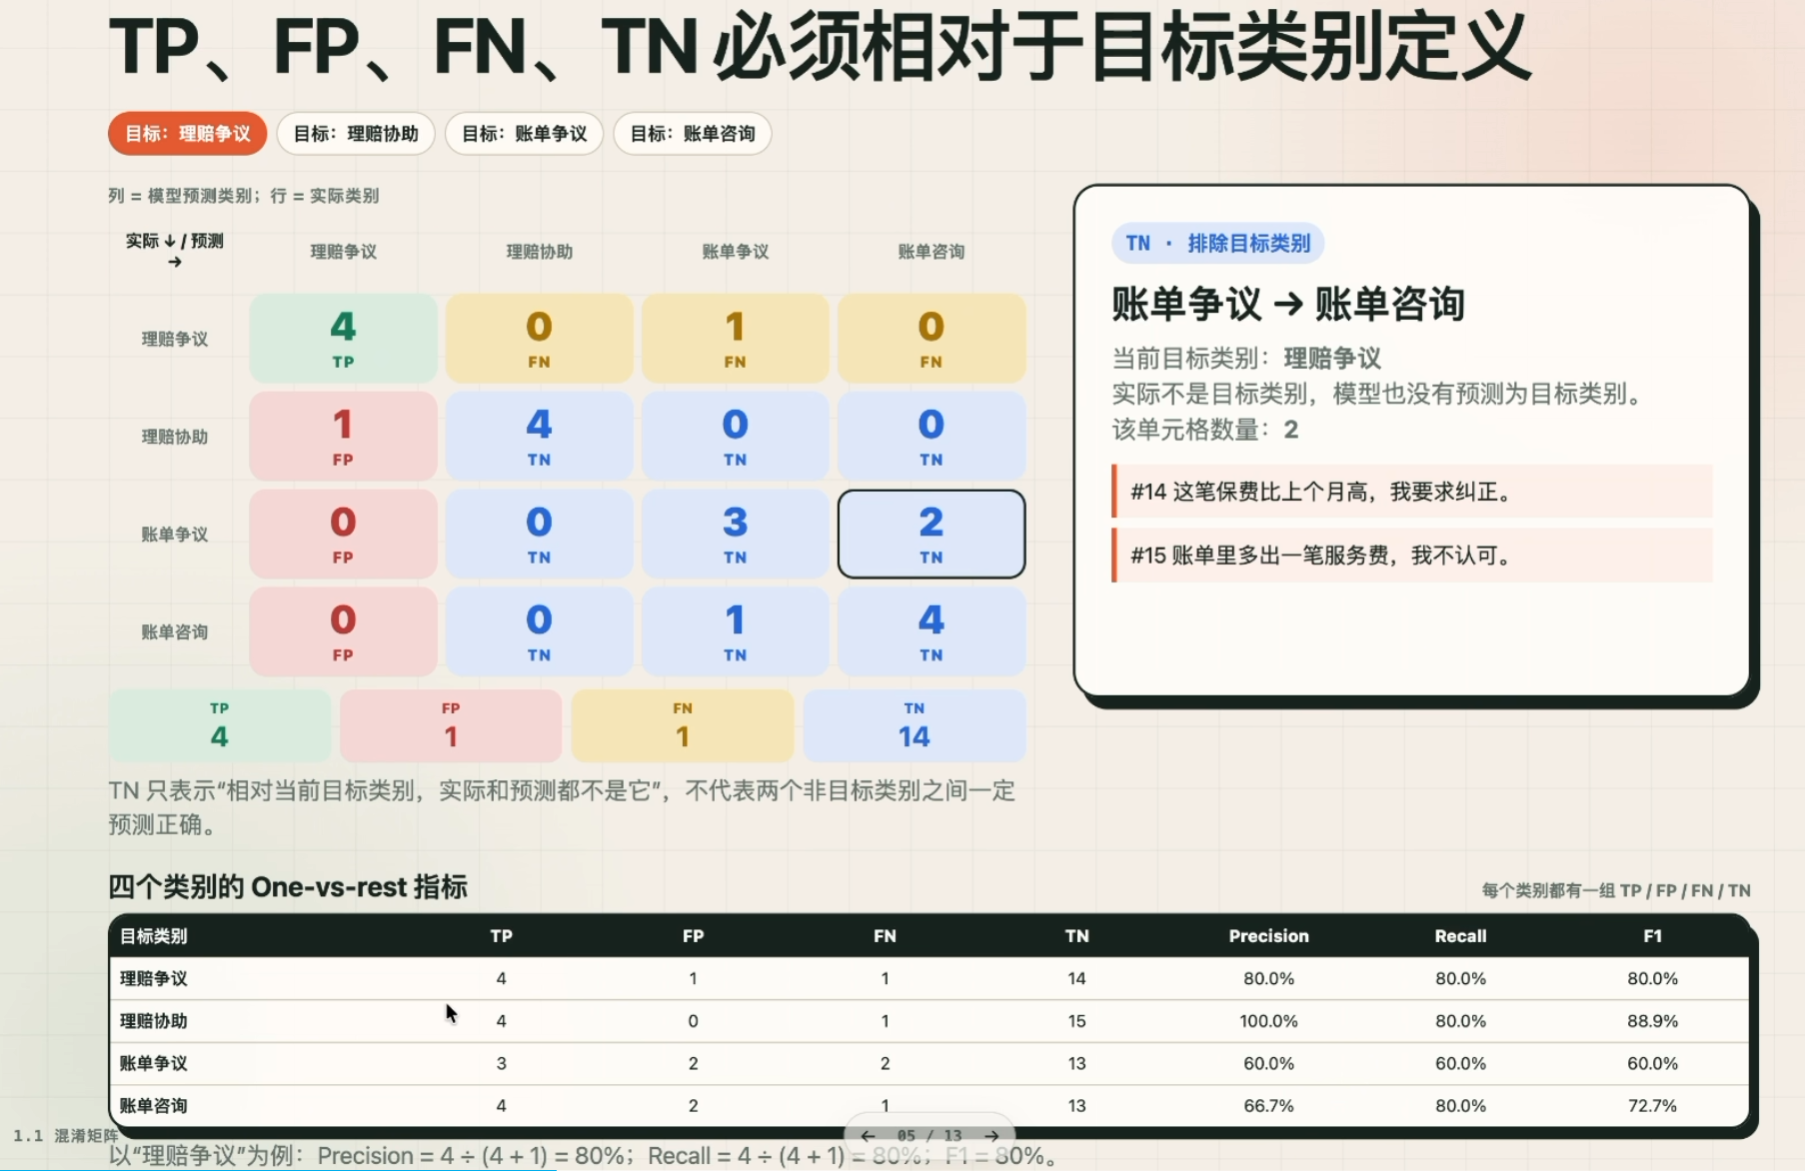 TP、FP、FN、TN 必须相对于目标类别定义
目标：理赔争议 目标：理赔协助 目标：账单争议 目标：账单咨询
列 = 模型预测类别；行 = 实际类别
实际 ↓ / 预测 →
理赔争议 理赔协助 账单争议 账单咨询
理赔争议
4 TP
0 FN
1 FN
0 FN
理赔协助
1 FP
4 TN
0 TN
0 TN
账单争议
0 FP
0 TN
3 TN
2 TN
账单咨询
0 FP
0 TN
1 TN
4 TN
TP 4
FP 1
FN 1
TN 14
TN 只表示“相对当前目标类别，实际和预测都不是它”，不代表两个非目标类别之间一定
预测正确。
TN · 排除目标类别
账单争议 → 账单咨询
当前目标类别：理赔争议
实际不是目标类别，模型也没有预测为目标类别。
该单元格数量：2
#14 这笔保费比上个月高，我要求纠正。
#15 账单里多出一笔服务费，我不认可。
四个类别的 One-vs-rest 指标
每个类别都有一组 TP / FP / FN / TN
目标类别 TP FP FN TN Precision Recall F1
理赔争议 4 1 1 14 80.0% 80.0% 80.0%
理赔协助 4 0 1 15 100.0% 80.0% 88.9%
账单争议 3 2 2 13 60.0% 60.0% 60.0%
账单咨询 4 2 1 13 66.7% 80.0% 72.7%
1.1 混淆矩阵
← 05 / 13 →
以“理赔争议”为例：Precision = 4 ÷ (4 + 1) = 80%；Recall = 4 ÷ (4 + 1) = 80%；F1 = 80%。